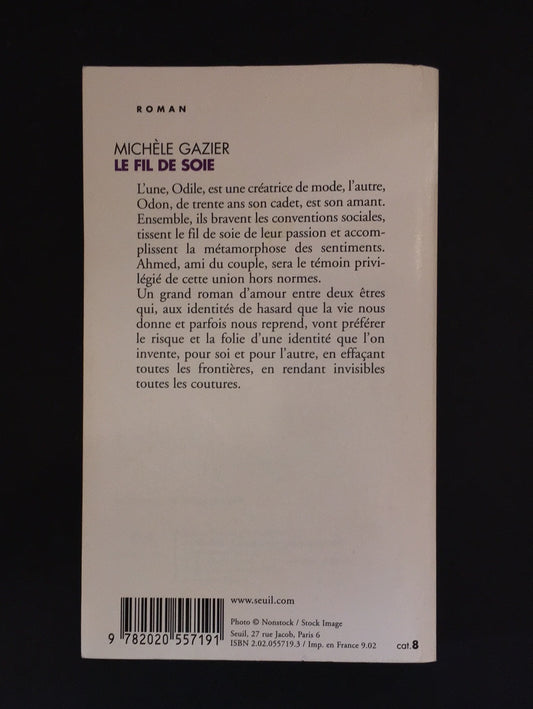 ROMAN
MICHÈLE GAZIER
LE FIL DE SOIE
L'une, Odile, est une créatrice de mode, l'autre,
Odon, de trente ans son cadet, est son amant.
Ensemble, ils bravent les conventions sociales,
tissent le fil de soie de leur passion et accom-
plissent la métamorphose des sentiments.
Ahmed, ami du couple, sera le témoin privi-
légié de cette union hors normes.
Un grand roman d'amour entre deux êtres
qui, aux identités de hasard que la vie nous
donne et parfois nous reprend, vont préférer
le risque et la folie d'une identité que l'on
invente, pour soi et pour l'autre, en effaçant
toutes les frontières, en rendant invisibles
toutes les coutures.
www.seuil.com
Photo © Nonstock / Stock Image
Seuil, 27 rue Jacob, Paris 6
ISBN 2.02.055719.3 / Imp. en France 9.02
cat.8
9 782020 557191